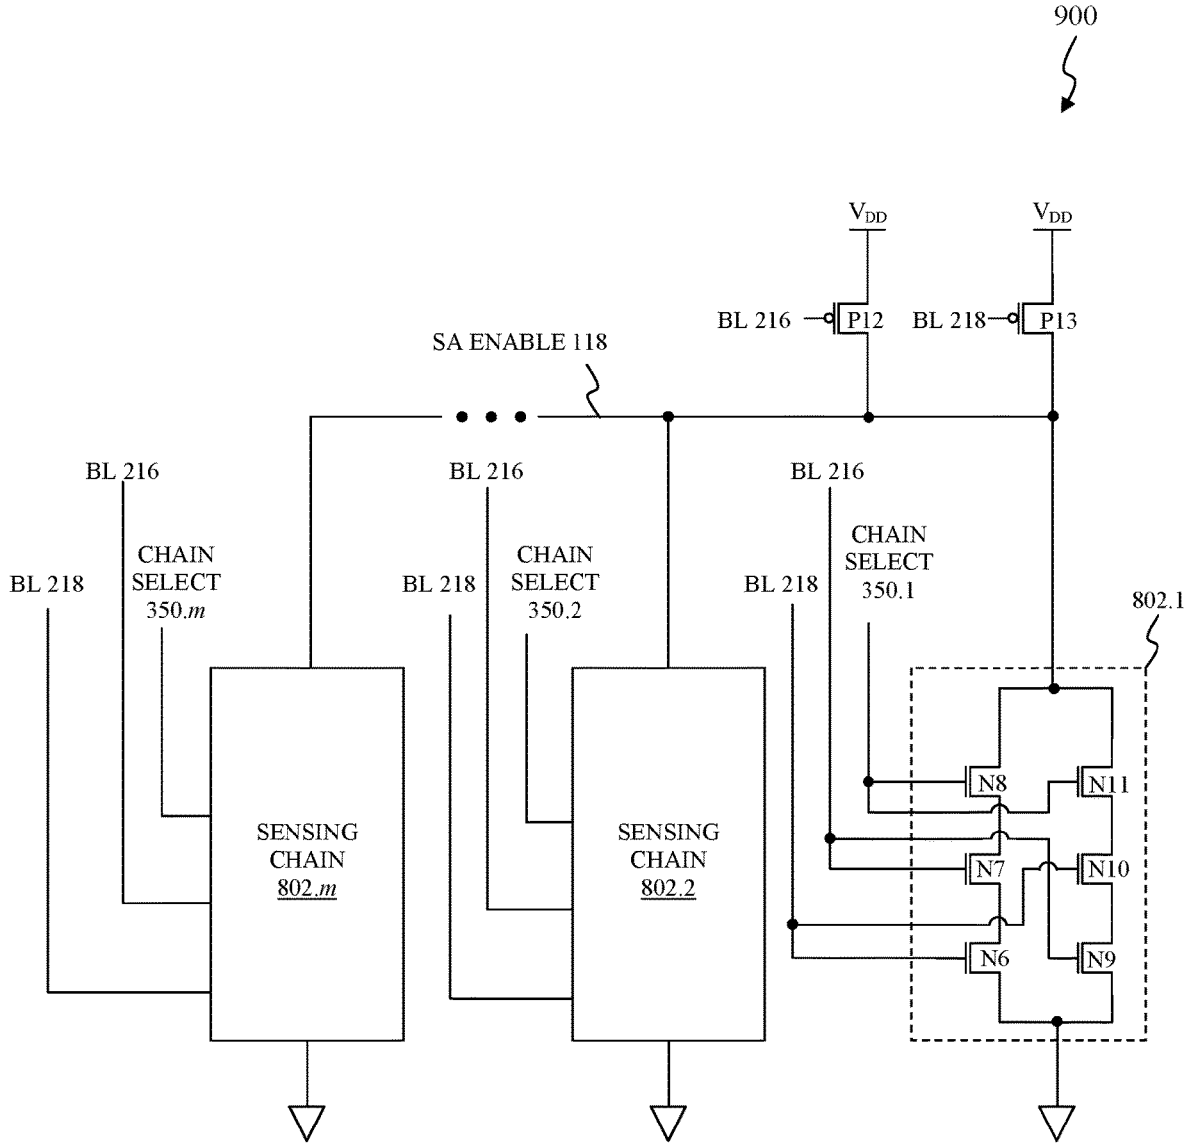 900
VDD
VDD
BL 216
P12
BL 218
P13
SA ENABLE 118
BL 216
BL 216
BL 216
CHAIN
SELECT
350.m
CHAIN
SELECT
350.2
CHAIN
SELECT
350.1
BL 218
BL 218
BL 218
802.1
N8
N11
SENSING
CHAIN
802.m
SENSING
CHAIN
802.2
N7
N10
N6
N9